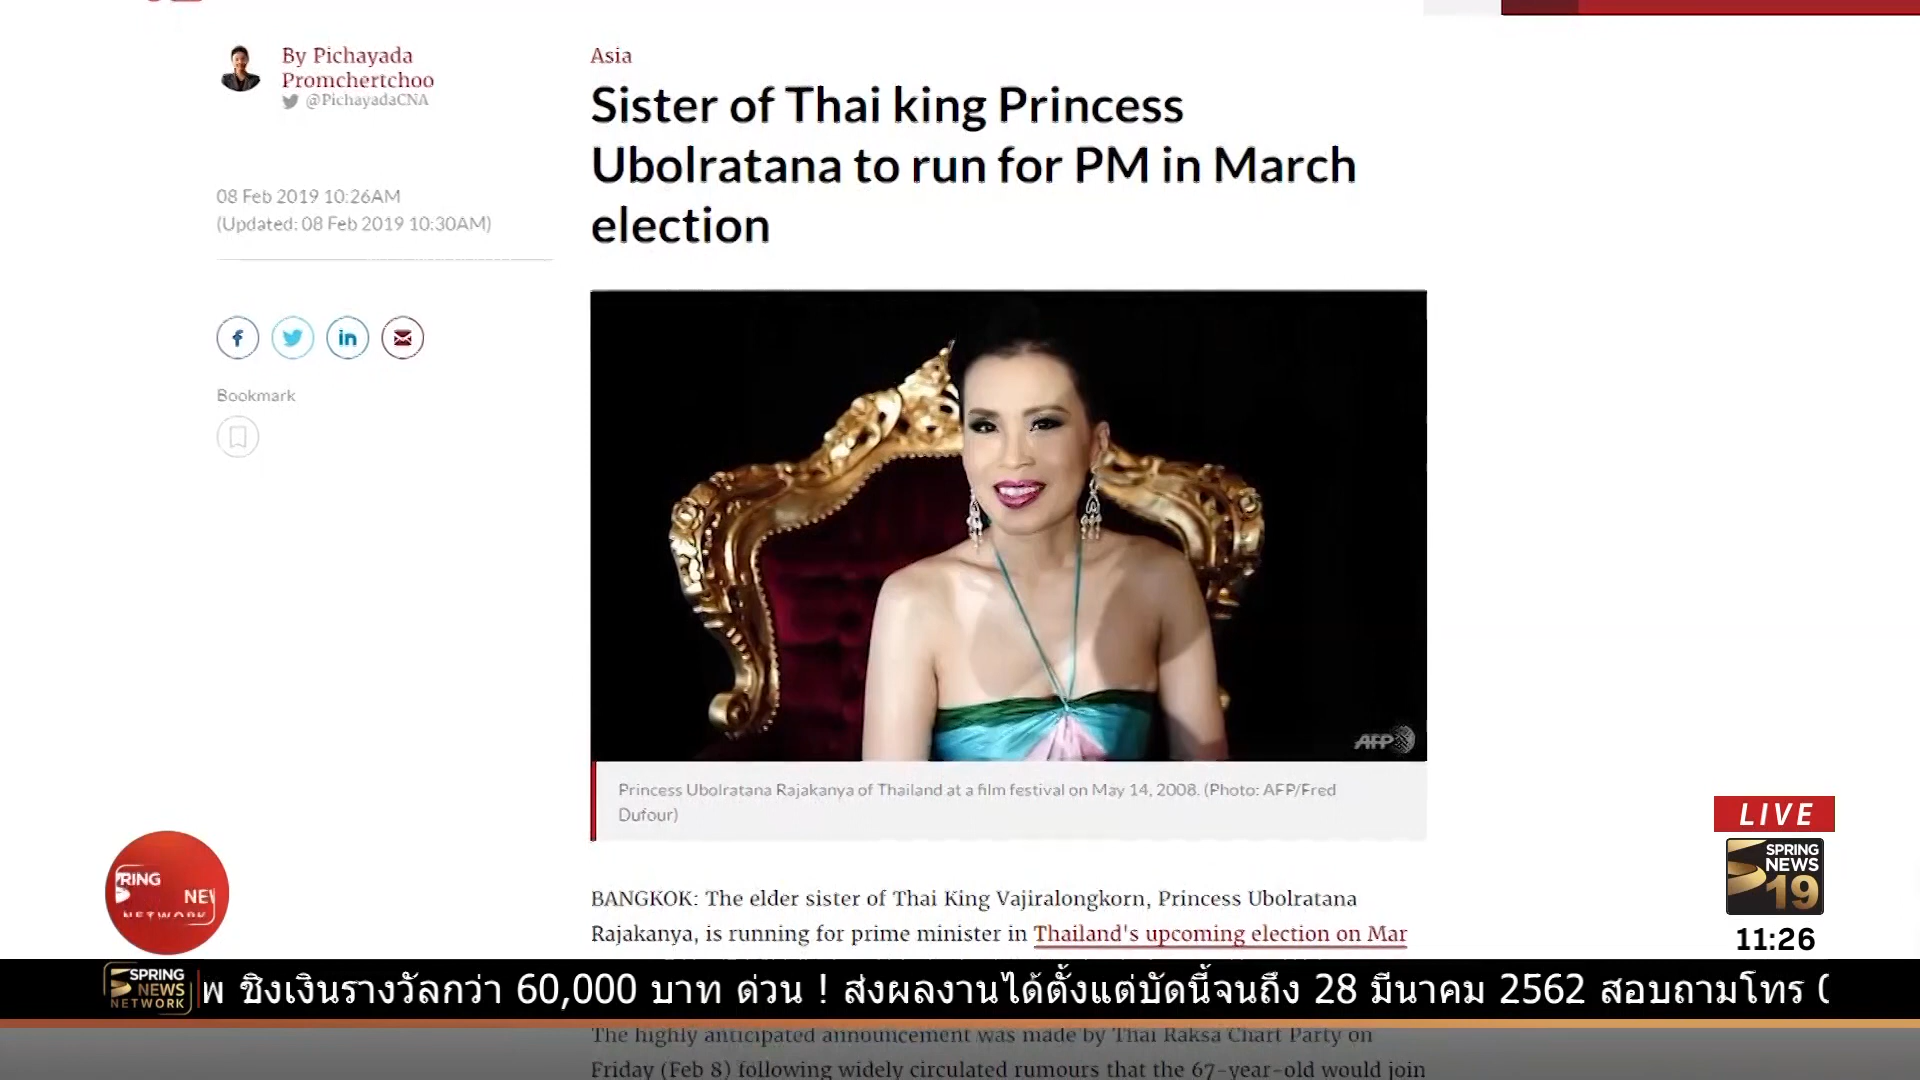 By Pichayada
Promchertchoo
@PichayadaCNA
08 Feb 2019 10:26AM
(Updated: 08 Feb 2019 10:30AM)
Bookmark
Asia
Sister of Thai king Princess
Ubolratana to run for PM in March
election
AFP
Princess Ubolratana Rajakanya of Thailand at a film festival on May 14, 2008. (Photo: AFP/Fred
Dufour)
BANGKOK: The elder sister of Thai King Vajiralongkorn, Princess Ubolratana
Rajakanya, is running for prime minister in Thailand's upcoming election on Mar
RING
NEW
NETWORK
LIVE
SPRING
NEWS
19
11:26
SPRING
NEWS
NETWORK
พ ชิงเงินรางวัลกว่า 60,000 บาท ด่วน ! ส่งผลงานได้ตั้งแต่บัดนี้จนถึง 28 มีนาคม 2562 สอบถามโทร 0
The highly anticipated announcement was made by Thai Raksa Chart Party on
Friday (Feb 8) following widely circulated rumours that the 67-year-old would join